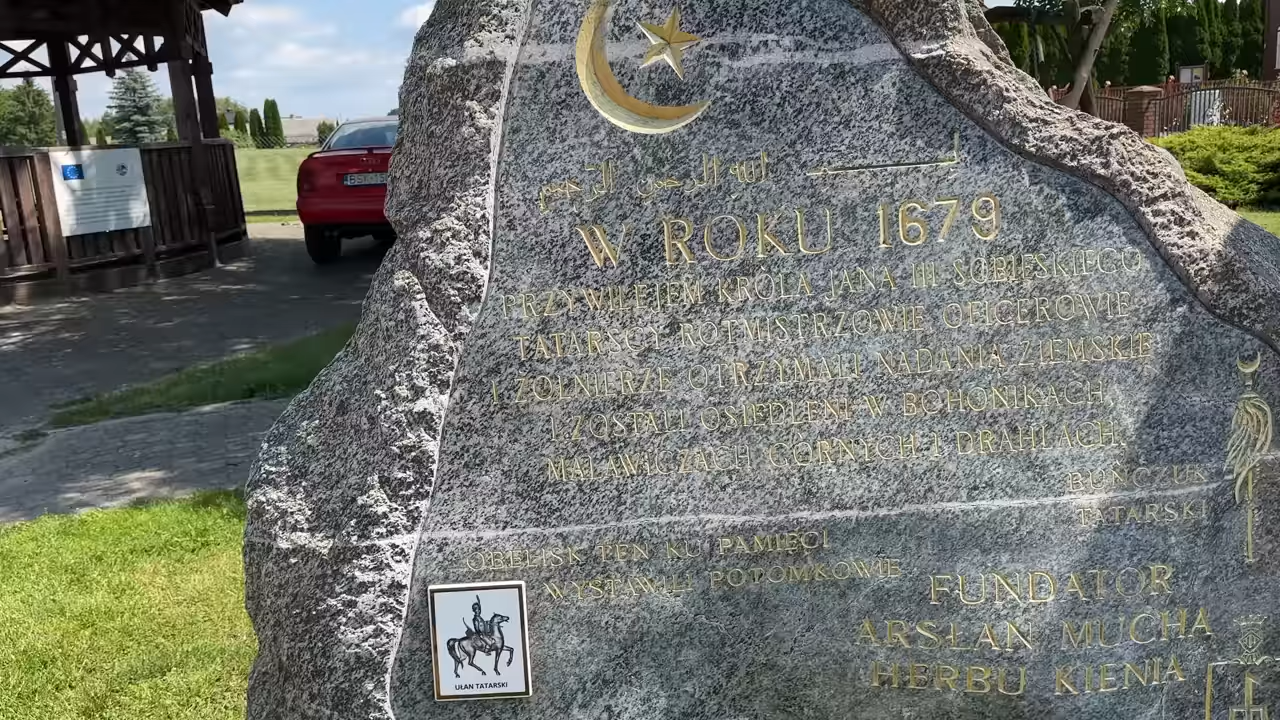 بسم الله الرحمن الرحيم
W ROKU 1679
PRZYWILEJEM KRÓLA JANA III SOBIESKIEGO
TATARSCY ROTMISTRZOWIE OFICEROWIE
I ŻOŁNIERZE OTRZYMALI NADANIA ZIEMSKIE
I ZOSTALI OSIEDLENI W BOHONIKACH,
MALAWICZACH GÓRNYCH I DRAHLACH.
BUŃCZUK
TATARSKI
OBELISK TEN KU PAMIĘCI
WYSTAWILI POTOMKOWIE
FUNDATOR
ARSŁAN MUCHA
HERBU KIENIA
UŁAN TATARSKI